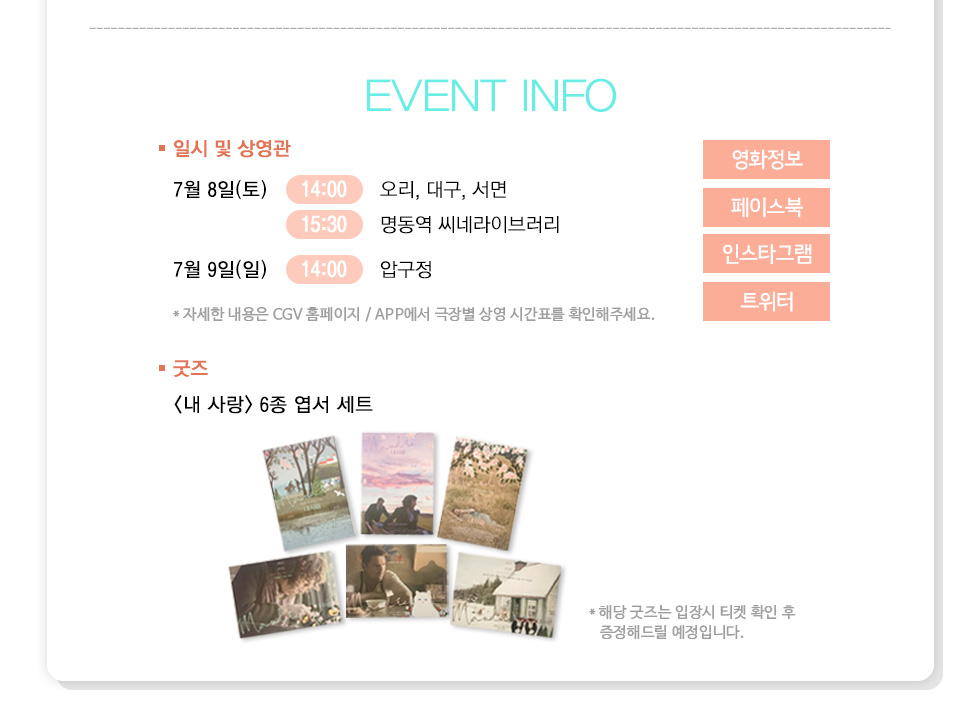 EVENT INFO
일시 및 상영관
7월 8일(토) 14:00 오리, 대구, 서면
15:30 명동역 씨네라이브러리
7월 9일(일) 14:00 압구정
* 자세한 내용은 CGV 홈페이지 / APP에서 극장별 상영 시간표를 확인해주세요.
영화정보
페이스북
인스타그램
트위터
굿즈
<내 사랑> 6종 엽서 세트
* 해당 굿즈는 입장시 티켓 확인 후
증정해드릴 예정입니다.